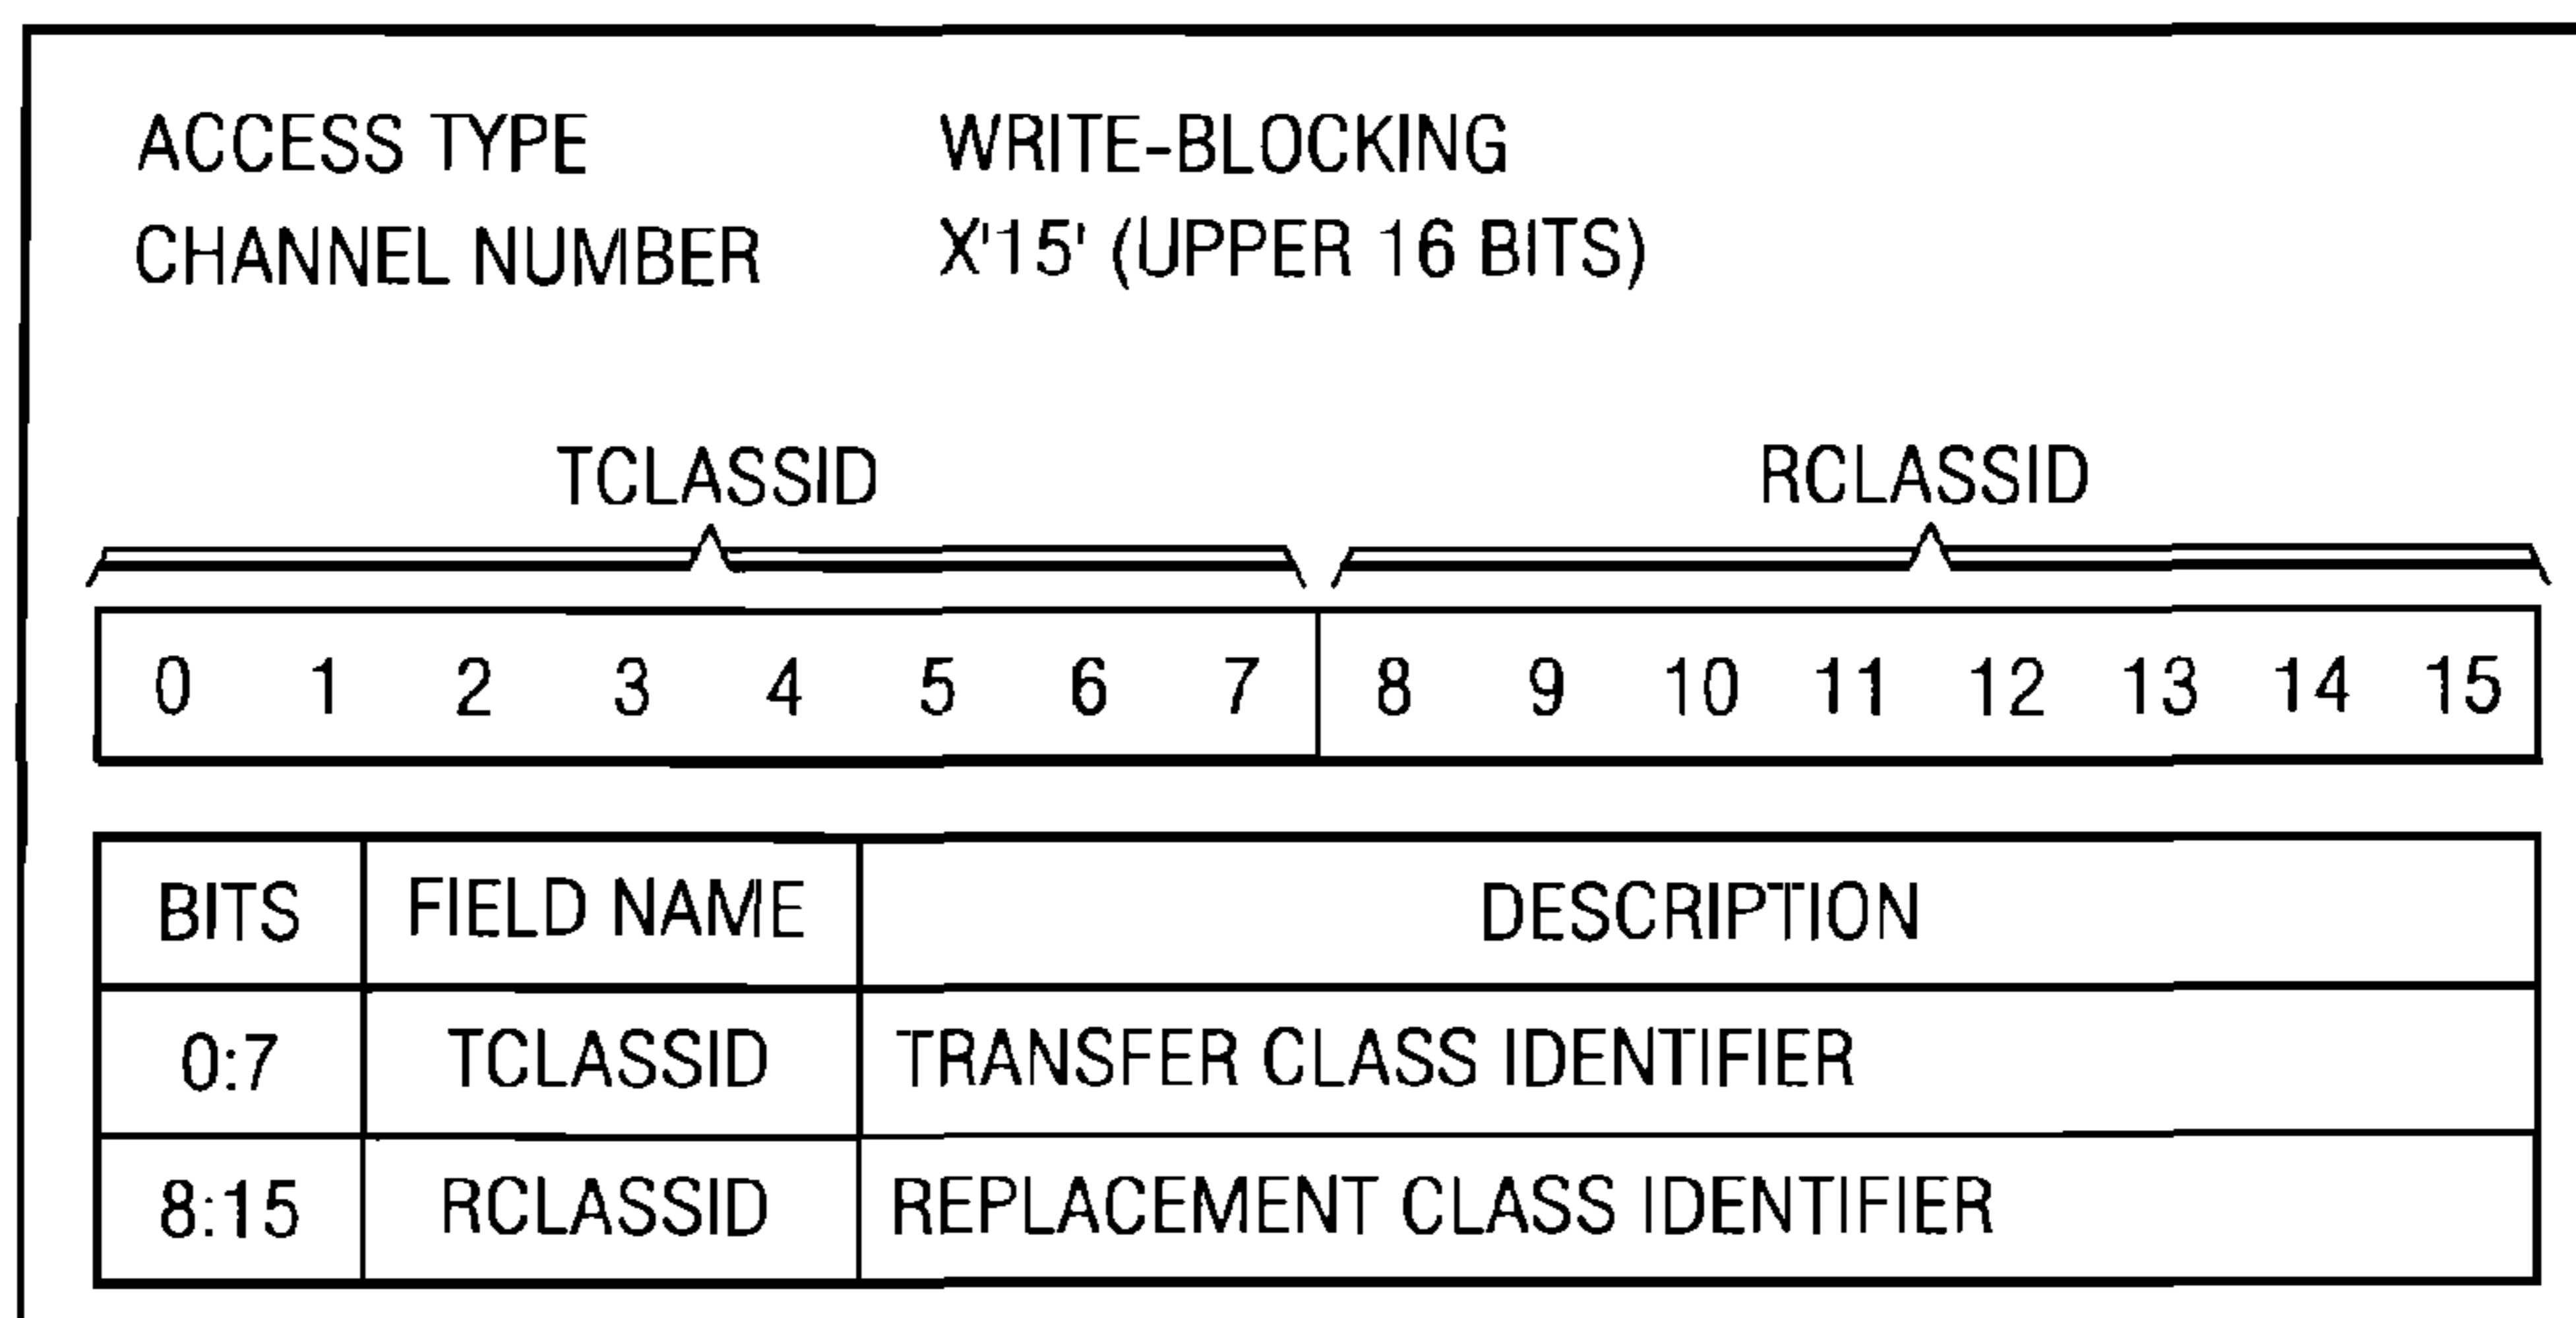 ACCESS TYPE WRITE-BLOCKING
CHANNEL NUMBER X'15' (UPPER 16 BITS)
TCLASSID RCLASSID
0 1 2 3 4 5 6 7 8 9 10 11 12 13 14 15
BITS FIELD NAME DESCRIPTION
0:7 TCLASSID TRANSFER CLASS IDENTIFIER
8:15 RCLASSID REPLACEMENT CLASS IDENTIFIER